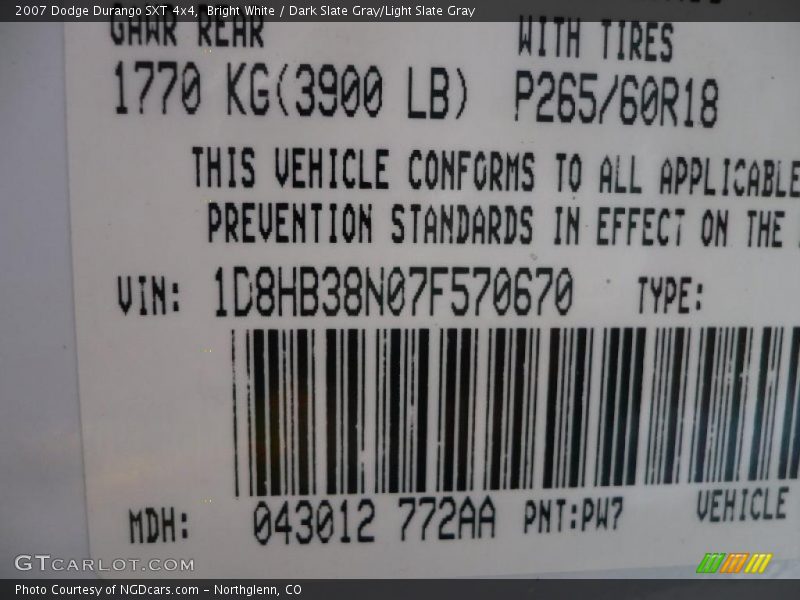 2007 Dodge Durango SXT 4x4, Bright White / Dark Slate Gray/Light Slate Gray
GAWR REAR WITH TIRES
1770 KG(3900 LB) P265/60R18
THIS VEHICLE CONFORMS TO ALL APPLICABLE
PREVENTION STANDARDS IN EFFECT ON THE
VIN: 1D8HB38N07F570670 TYPE:
MDH: 043012 772AA PNT:PW7 VEHICLE
GTCARLOT.COM
Photo Courtesy of NGDcars.com - Northglenn, CO